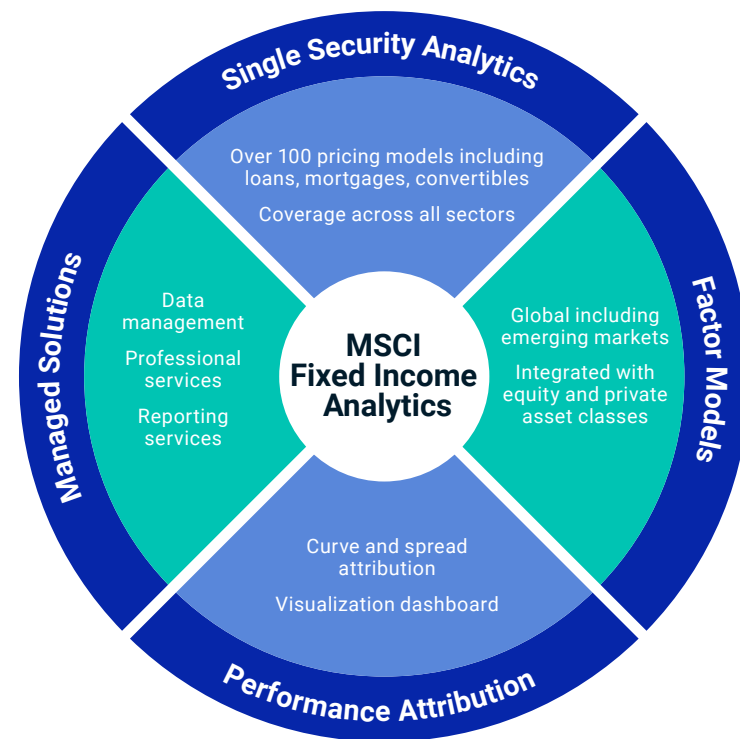 Single Security Analytics
Over 100 pricing models including
loans, mortgages, convertibles
Coverage across all sectors
Managed Solutions
Data
management
Professional
services
Reporting
services
MSCI
Fixed Income
Analytics
Global including
emerging markets
Integrated with
equity and private
asset classes
Factor Models
Curve and spread
attribution
Visualization dashboard
Performance Attribution